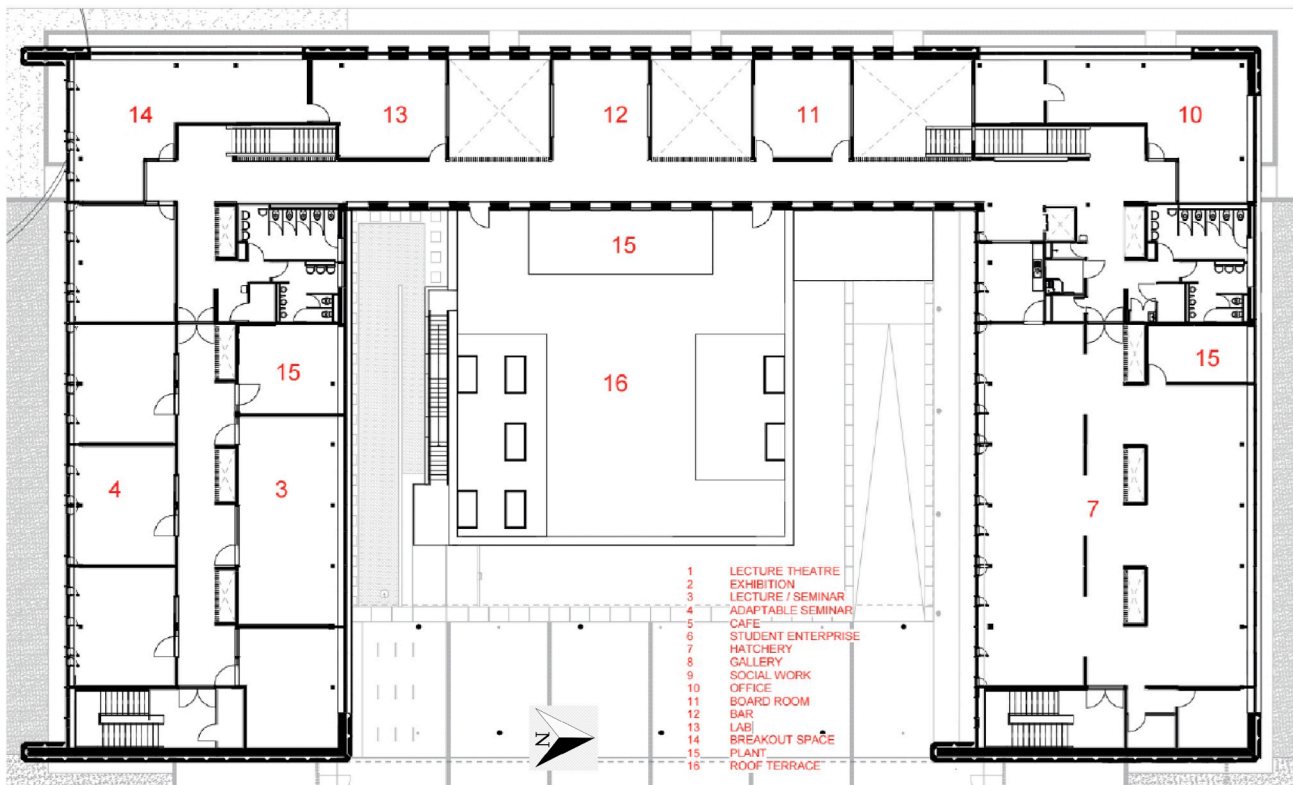 14
13
12
11
10
15
15
16
15
4
3
7
1 LECTURE THEATRE
2 EXHIBITION
3 LECTURE / SEMINAR
4 ADAPTABLE SEMINAR
5 CAFE
6 STUDENT ENTERPRISE
7 HATCHERY
8 GALLERY
9 SOCIAL WORK
10 OFFICE
11 BOARD ROOM
12 BAR
13 LAB
14 BREAKOUT SPACE
15 PLANT
16 ROOF TERRACE
N